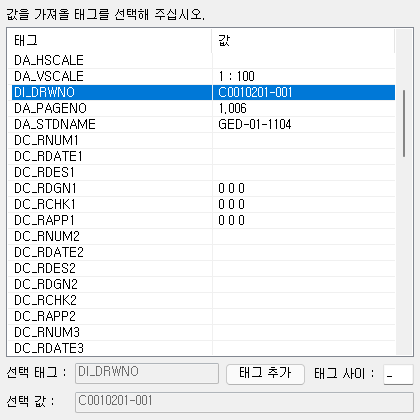 값을 가져올 태그를 선택해 주십시오.
태그 값
DA_HSCALE
DA_VSCALE 1 : 100
DI_DRWNO C0010201-001
DA_PAGENO 1,006
DA_STDNAME GED-01-1104
DC_RNUM1
DC_RDATE1
DC_RDES1
DC_RDGN1 0 0 0
DC_RCHK1 0 0 0
DC_RAPP1 0 0 0
DC_RNUM2
DC_RDATE2
DC_RDES2
DC_RDGN2
DC_RCHK2
DC_RAPP2
DC_RNUM3
DC_RDATE3
선택 태그 : DI_DRWNO 태그 추가 태그 사이 : _
선택 값 : C0010201-001